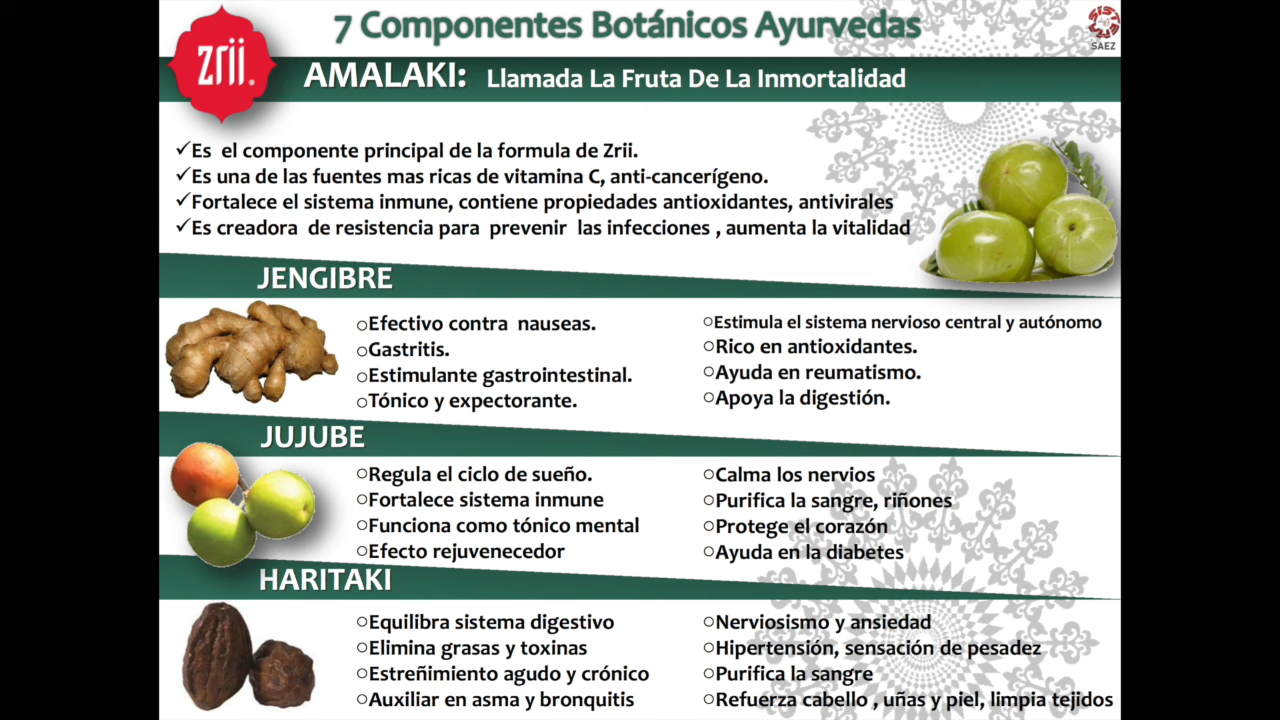 7 Componentes Botánicos Ayurvedas
zrii®
SAEZ
AMALAKI: Llamada La Fruta De La Inmortalidad
✓Es el componente principal de la formula de Zrii.
✓Es una de las fuentes mas ricas de vitamina C, anti-cancerígeno.
✓Fortalece el sistema inmune, contiene propiedades antioxidantes, antivirales
✓Es creadora de resistencia para prevenir las infecciones , aumenta la vitalidad
JENGIBRE
○Efectivo contra nauseas.
○Gastritis.
○Estimulante gastrointestinal.
○Tónico y expectorante.
○Estimula el sistema nervioso central y autónomo
○Rico en antioxidantes.
○Ayuda en reumatismo.
○Apoya la digestión.
JUJUBE
○Regula el ciclo de sueño.
○Fortalece sistema inmune
○Funciona como tónico mental
○Efecto rejuvenecedor
○Calma los nervios
○Purifica la sangre, riñones
○Protege el corazón
○Ayuda en la diabetes
HARITAKI
○Equilibra sistema digestivo
○Elimina grasas y toxinas
○Estreñimiento agudo y crónico
○Auxiliar en asma y bronquitis
○Nerviosismo y ansiedad
○Hipertensión, sensación de pesadez
○Purifica la sangre
○Refuerza cabello , uñas y piel, limpia tejidos